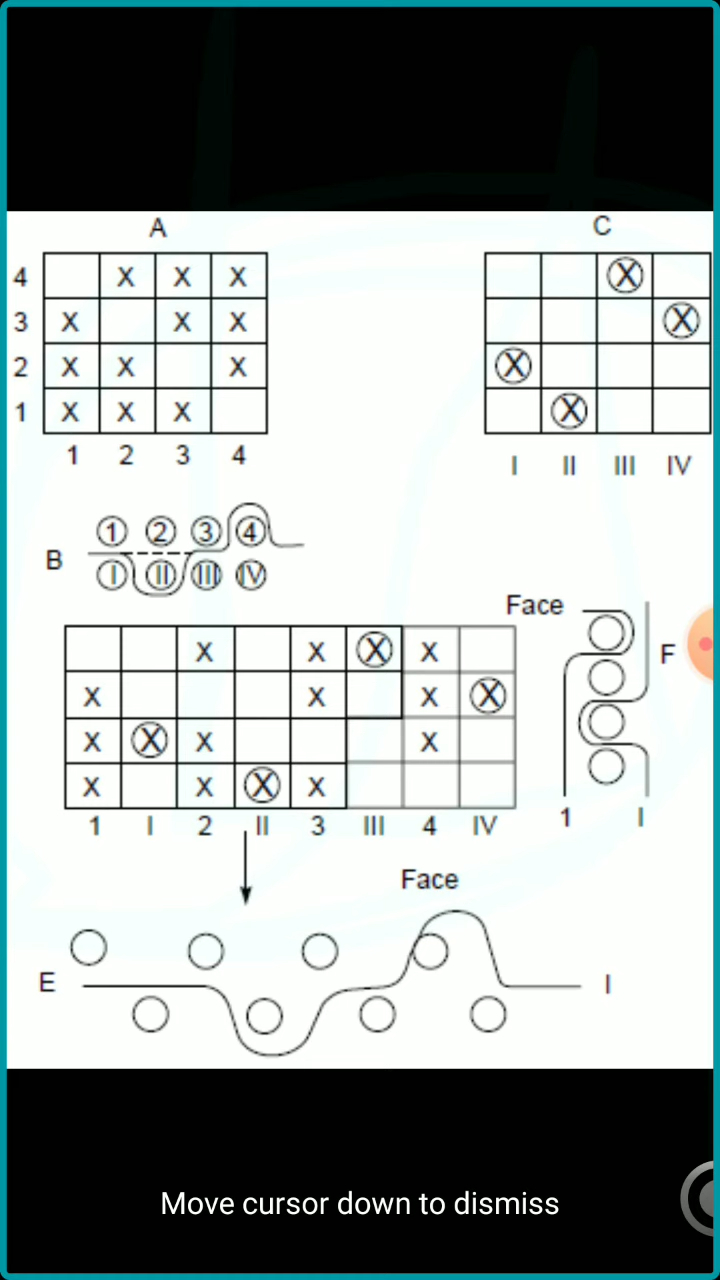 A C
4 X X X Ⓧ
3 X X X Ⓧ
2 X X X Ⓧ
1 X X X Ⓧ
1 2 3 4 I II III IV
① ② ③ ④
B
I II III IV
Face
F
X X Ⓧ X
X X X Ⓧ
X Ⓧ X X
X X Ⓧ X
1 I 2 II 3 III 4 IV 1 I
Face
E I
Move cursor down to dismiss